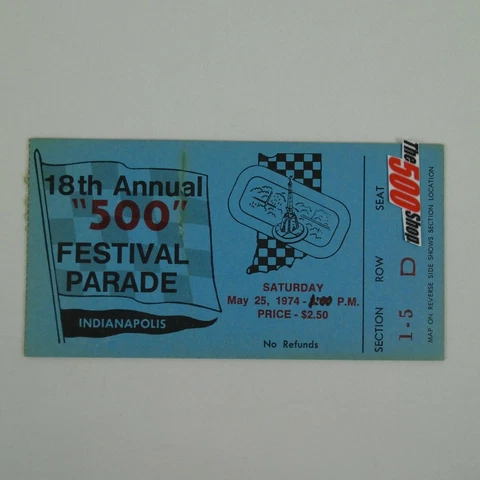 18th Annual
"500"
FESTIVAL
PARADE
INDIANAPOLIS
SATURDAY
May 25, 1974 - :00 P.M.
PRICE - $2.50
No Refunds
SECTION ROW SEAT
1-5 D
The 500 Shop
MAP ON REVERSE SIDE SHOWS SECTION LOCATION